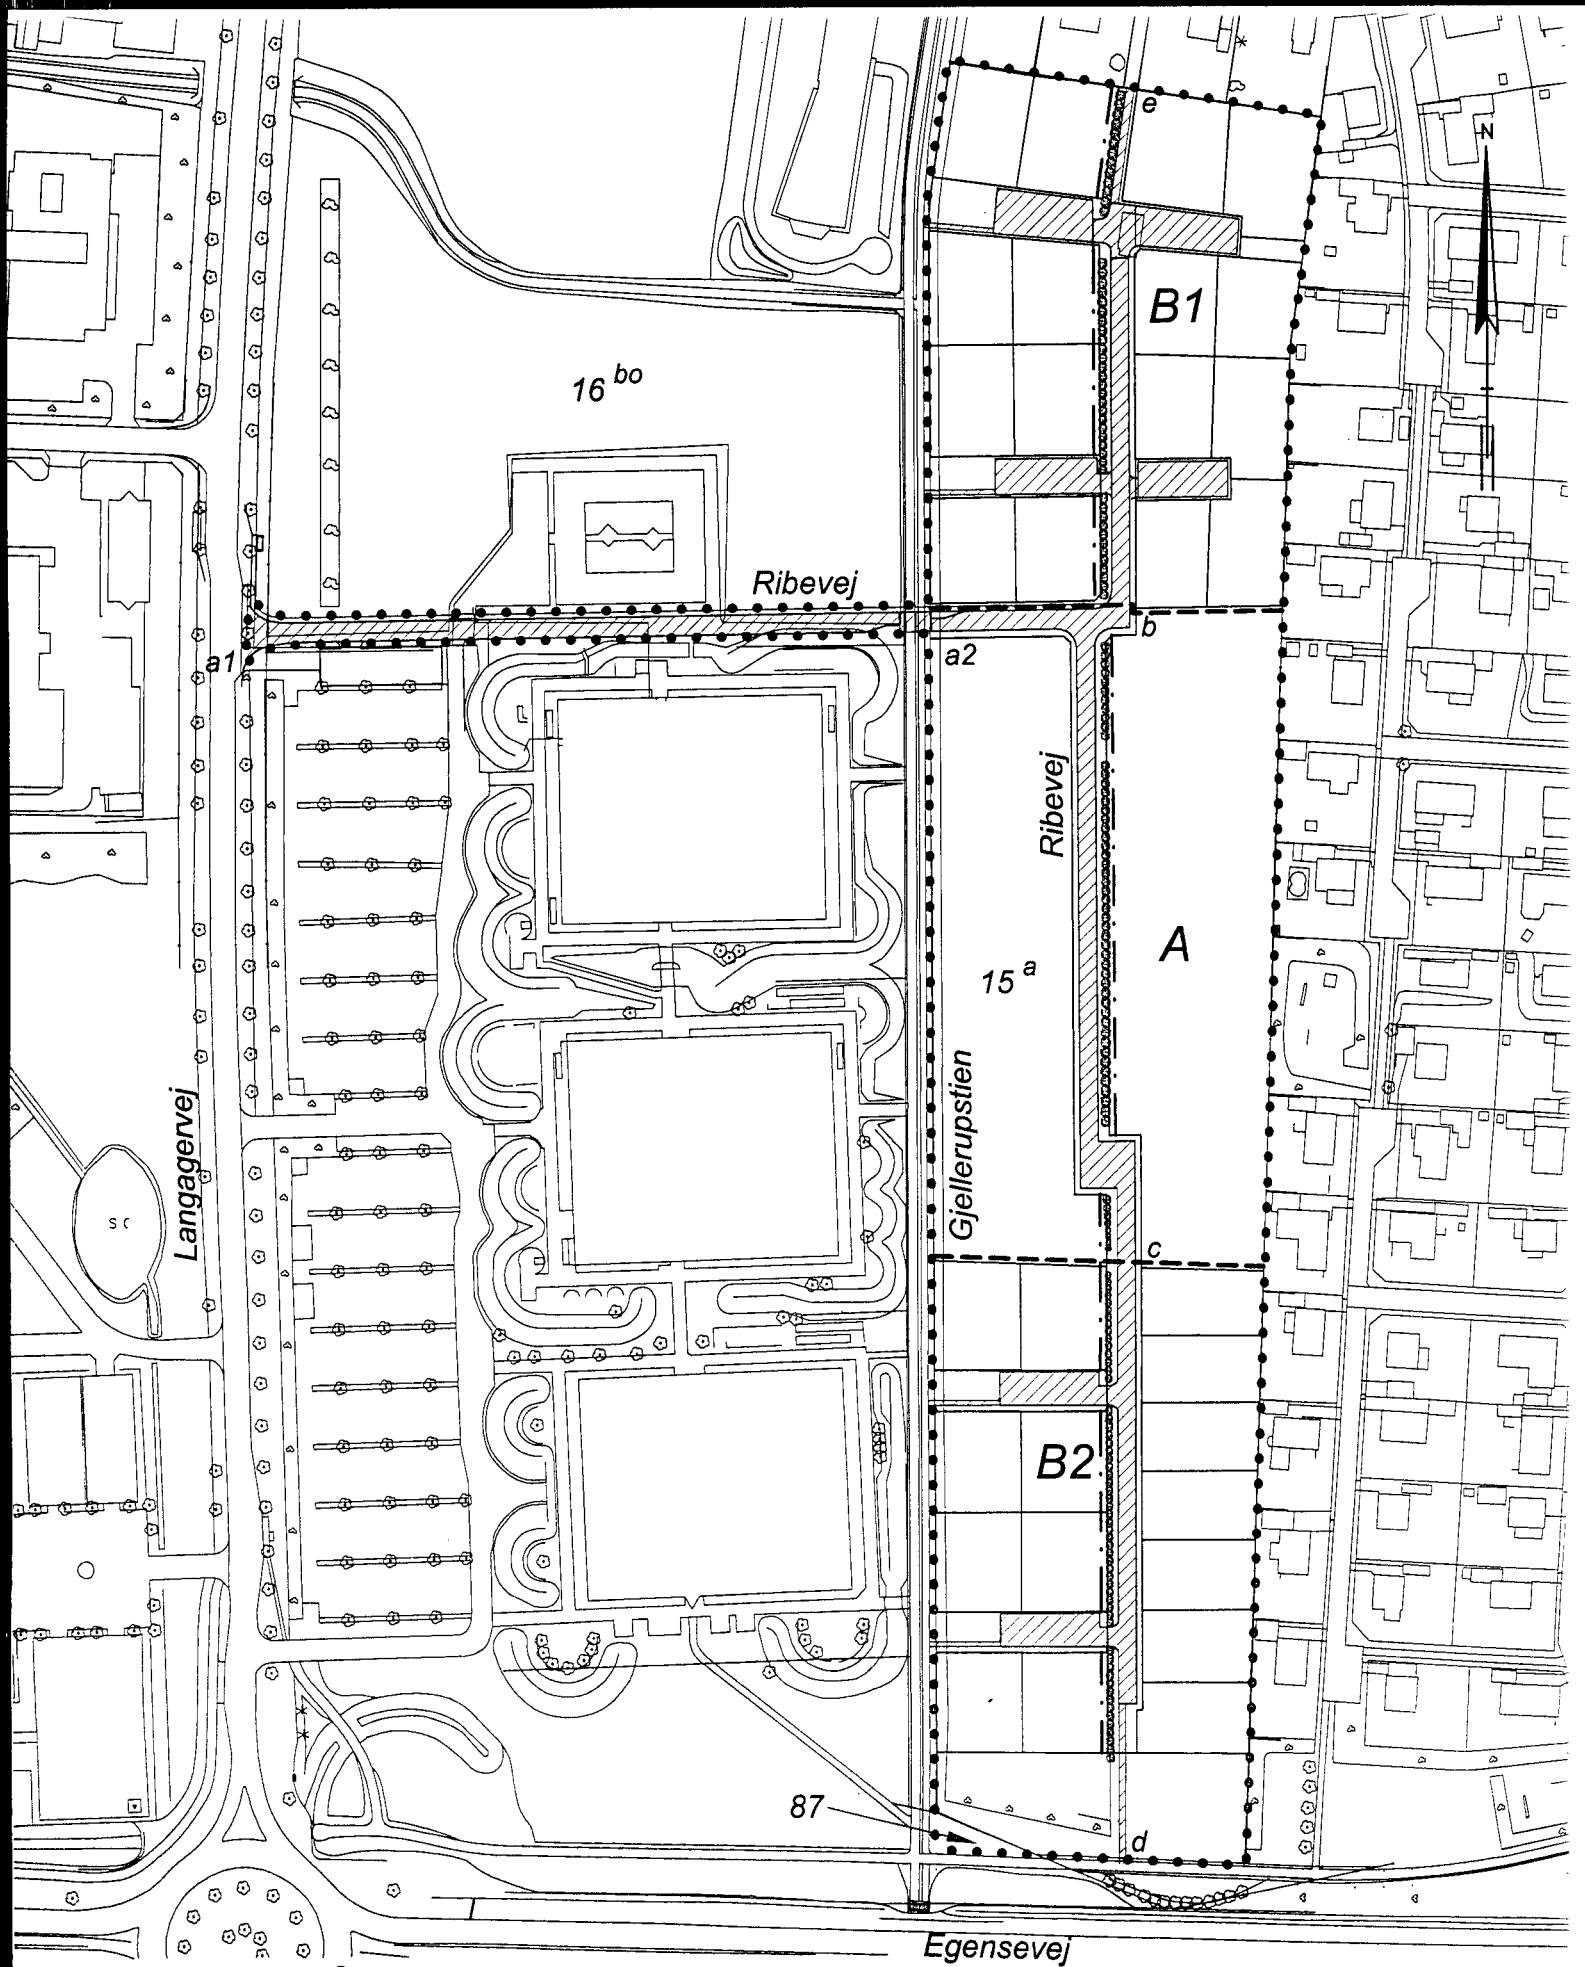 e
N
B1
16 bo
Ribevej
b
a1
a2
Ribevej
A
15 a
Gjellerupstien
Langagervej
S C
c
B2
87
d
Egensevej